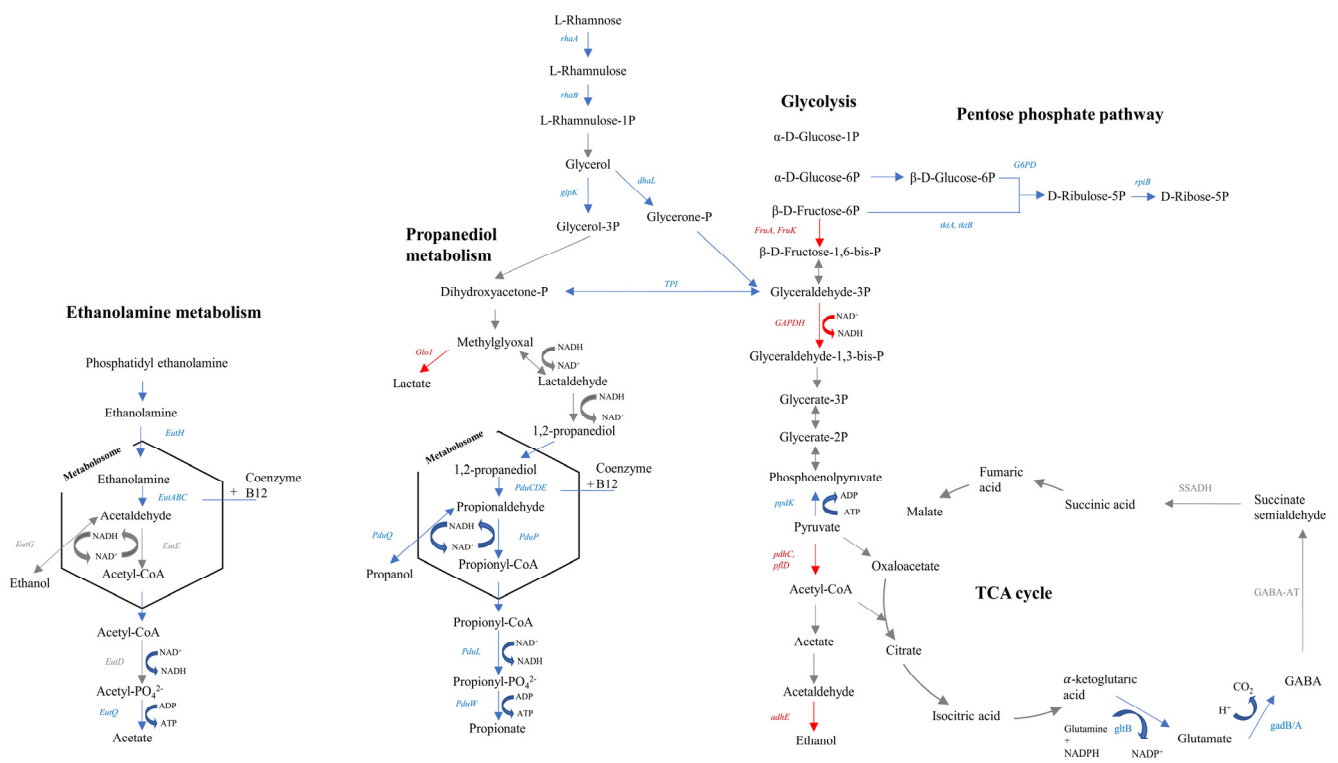 L-Rhamnose
rhaA
L-Rhamnulose
rhaB
L-Rhamnulose-1P
Glycerol
glpK
dhaL
Glycerol-3P
Glycerone-P
Propanediol
metabolism
Dihydroxyacetone-P
TPI
Methylglyoxal
GloI
Lactate
NADH
NAD⁺
Lactaldehyde
NADH
NAD⁺
1,2-propanediol
Metabolosome
1,2-propanediol
Coenzyme
+B12
PduCDE
Propionaldehyde
NADH
NAD⁺
PduQ
PduP
Propanol
Propionyl-CoA
Propionyl-CoA
PduL
NAD⁺
NADH
Propionyl-PO₄²⁻
PduW
ADP
ATP
Propionate
Ethanolamine metabolism
Phosphatidyl ethanolamine
Ethanolamine
EutH
Metabolosome
Ethanolamine
Coenzyme
+ B12
EutABC
Acetaldehyde
NADH
NAD⁺
EutG
EutE
Ethanol
Acetyl-CoA
Acetyl-CoA
EutD
NAD⁺
NADH
Acetyl-PO₄²⁻
EutQ
ADP
ATP
Acetate
Glycolysis
α-D-Glucose-1P
α-D-Glucose-6P
β-D-Fructose-6P
FruA, FruK
β-D-Fructose-1,6-bis-P
Glyceraldehyde-3P
GAPDH
NAD⁺
NADH
Glyceraldehyde-1,3-bis-P
Glycerate-3P
Glycerate-2P
Phosphoenlpyruvate
ppdK
ADP
ATP
Pyruvate
pdhC,
pflD
Acetyl-CoA
Acetate
Acetaldehyde
adhE
Ethanol
Pentose phosphate pathway
β-D-Glucose-6P
G6PD
D-Ribulose-5P
rpiB
D-Ribose-5P
tktA, tktB
TCA cycle
Oxaloacetate
Malate
Fumaric
acid
Succinic acid
SSADH
Succinate
semialdehyde
GABA-AT
Citrate
Isocitric acid
α-ketoglutaric
acid
Glutamine
+
NADPH
gltB
NADP⁺
Glutamate
CO₂
H⁺
gadB/A
GABA